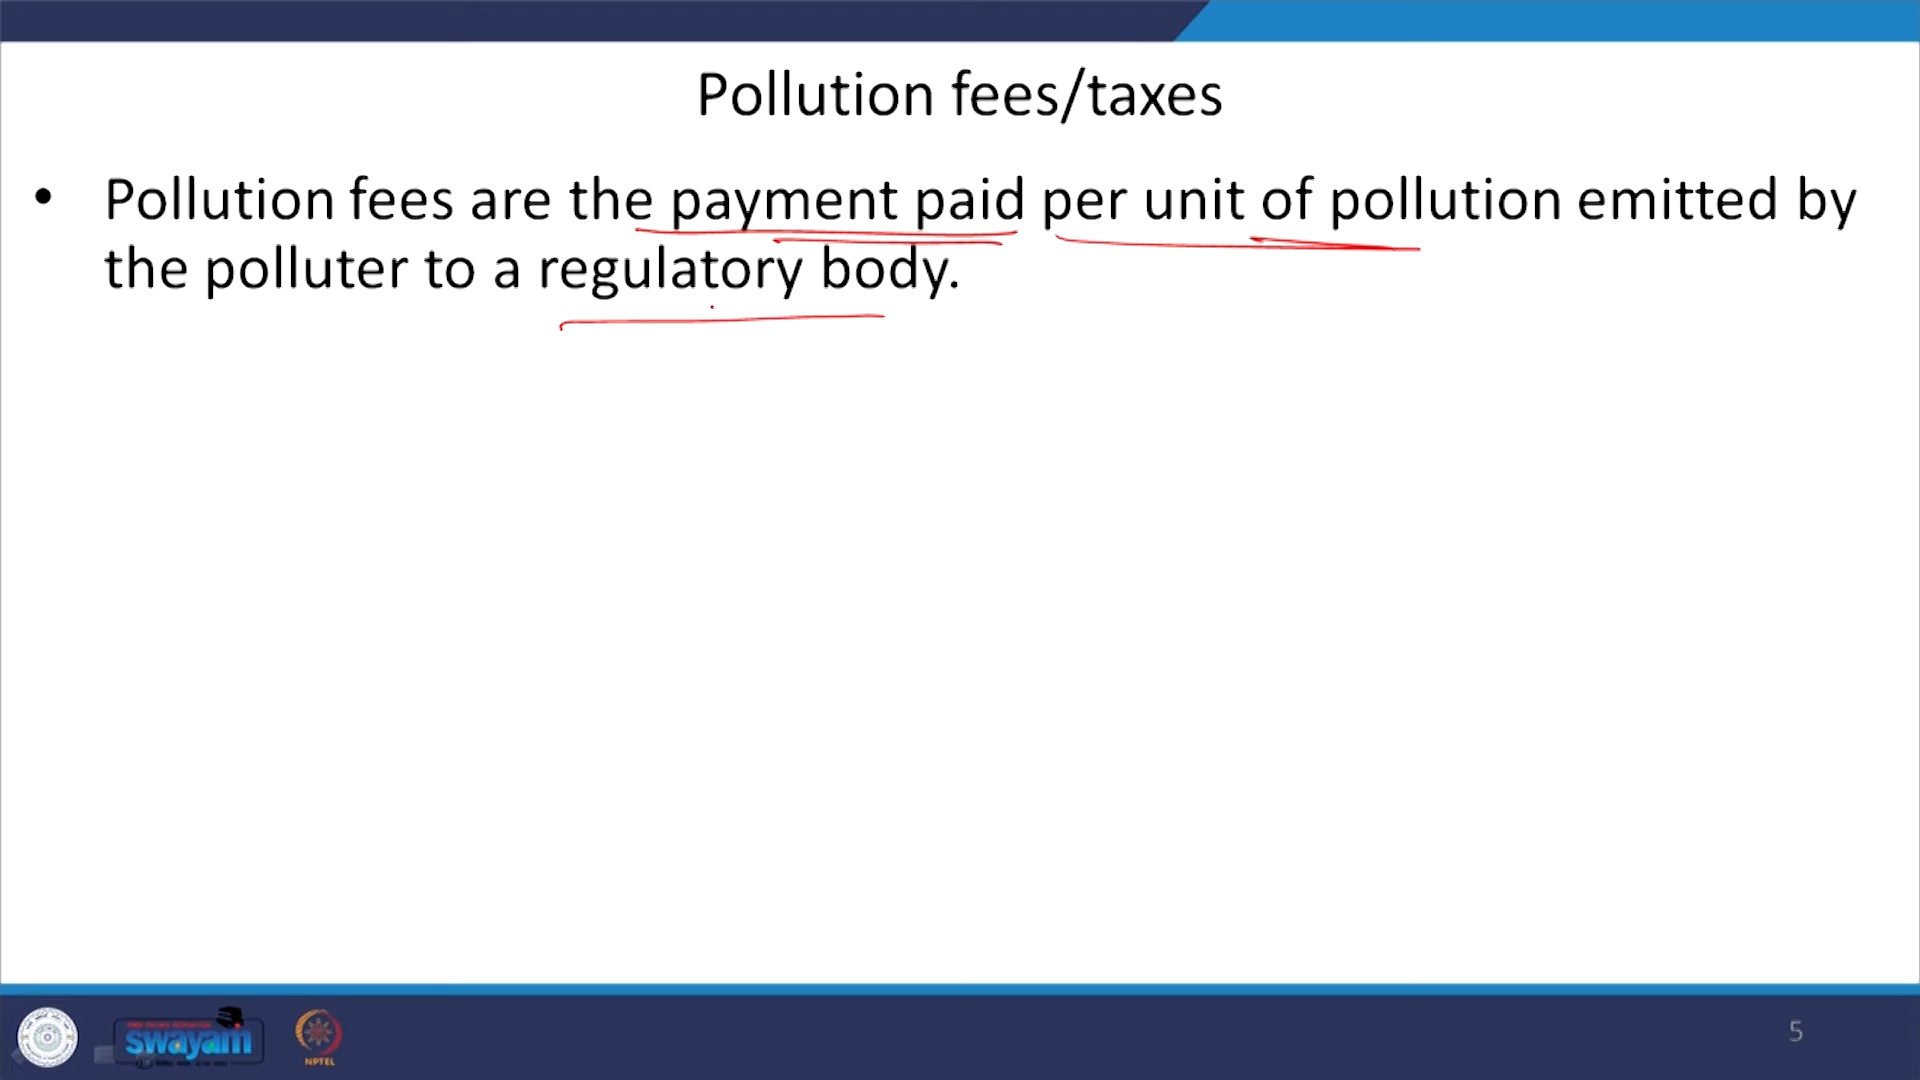 Pollution fees/taxes
• Pollution fees are the payment paid per unit of pollution emitted by
the polluter to a regulatory body.
swayam
NPTEL
5